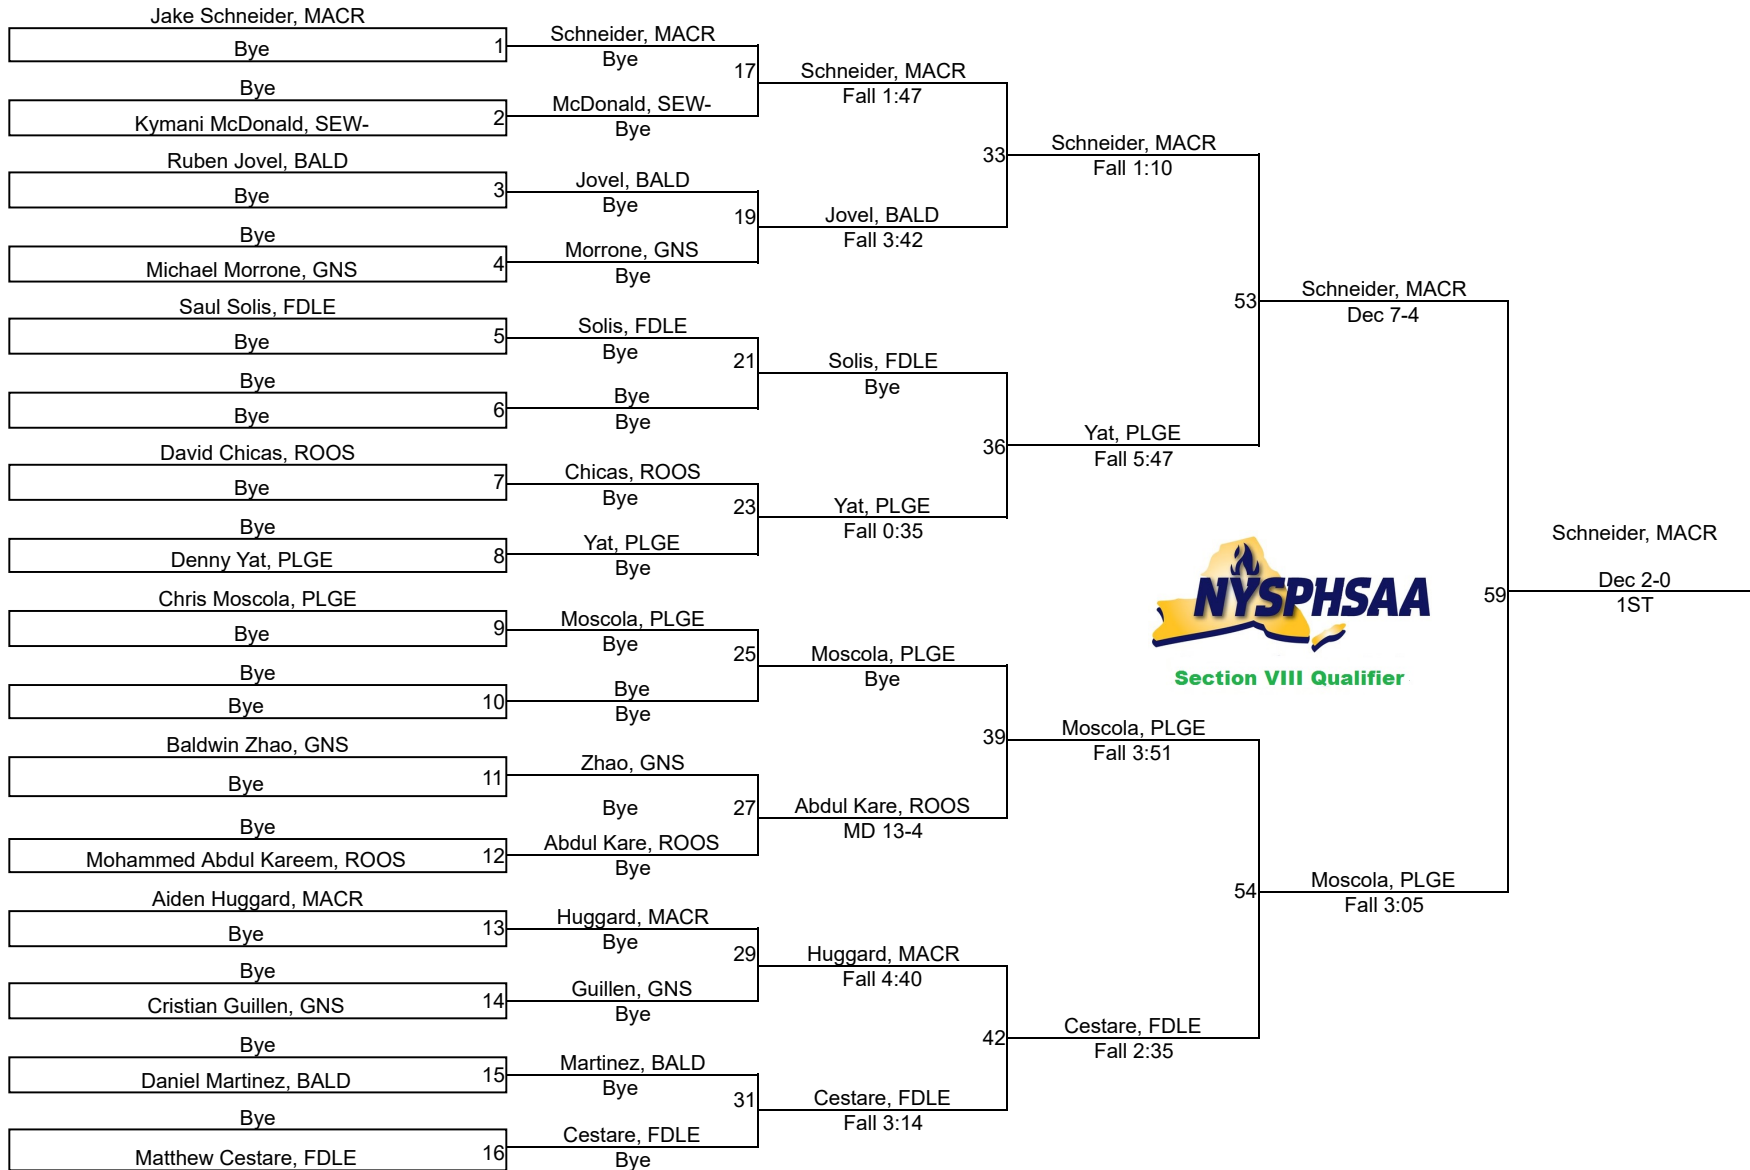 Jake Schneider, MACR
Bye
1
Bye
Kymani McDonald, SEW-
2
Ruben Jovel, BALD
Bye
3
Bye
Michael Morrone, GNS
4
Saul Solis, FDLE
Bye
5
Bye
Bye
6
David Chicas, ROOS
Bye
7
Bye
Denny Yat, PLGE
8
Chris Moscola, PLGE
Bye
9
Bye
Bye
10
Baldwin Zhao, GNS
Bye
11
Bye
Mohammed Abdul Kareem, ROOS
12
Aiden Huggard, MACR
Bye
13
Bye
Cristian Guillen, GNS
14
Bye
Daniel Martinez, BALD
15
Bye
Matthew Cestare, FDLE
16
Schneider, MACR
Bye
17
McDonald, SEW-
Bye
Jovel, BALD
Bye
19
Morrone, GNS
Bye
Solis, FDLE
Bye
21
Bye
Bye
Chicas, ROOS
Bye
23
Yat, PLGE
Bye
Moscola, PLGE
Bye
25
Bye
Bye
Zhao, GNS
Bye
27
Abdul Kare, ROOS
Bye
Huggard, MACR
Bye
29
Guillen, GNS
Bye
Martinez, BALD
Bye
31
Cestare, FDLE
Bye
Schneider, MACR
Fall 1:47
33
Jovel, BALD
Fall 3:42
Solis, FDLE
Bye
36
Yat, PLGE
Fall 0:35
Moscola, PLGE
Bye
39
Abdul Kare, ROOS
MD 13-4
Huggard, MACR
Fall 4:40
42
Cestare, FDLE
Fall 3:14
Schneider, MACR
Fall 1:10
53
Yat, PLGE
Fall 5:47
NYSPHSAA
Section VIII Qualifier
Moscola, PLGE
Fall 3:51
54
Cestare, FDLE
Fall 2:35
Schneider, MACR
Dec 7-4
59
Moscola, PLGE
Fall 3:05
Schneider, MACR
Dec 2-0
1ST